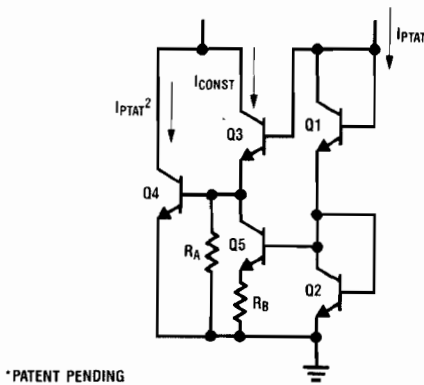 IPTAT
ICONST
IPTAT²
Q3
Q1
Q4
Q5
RA
Q2
RB
*PATENT PENDING